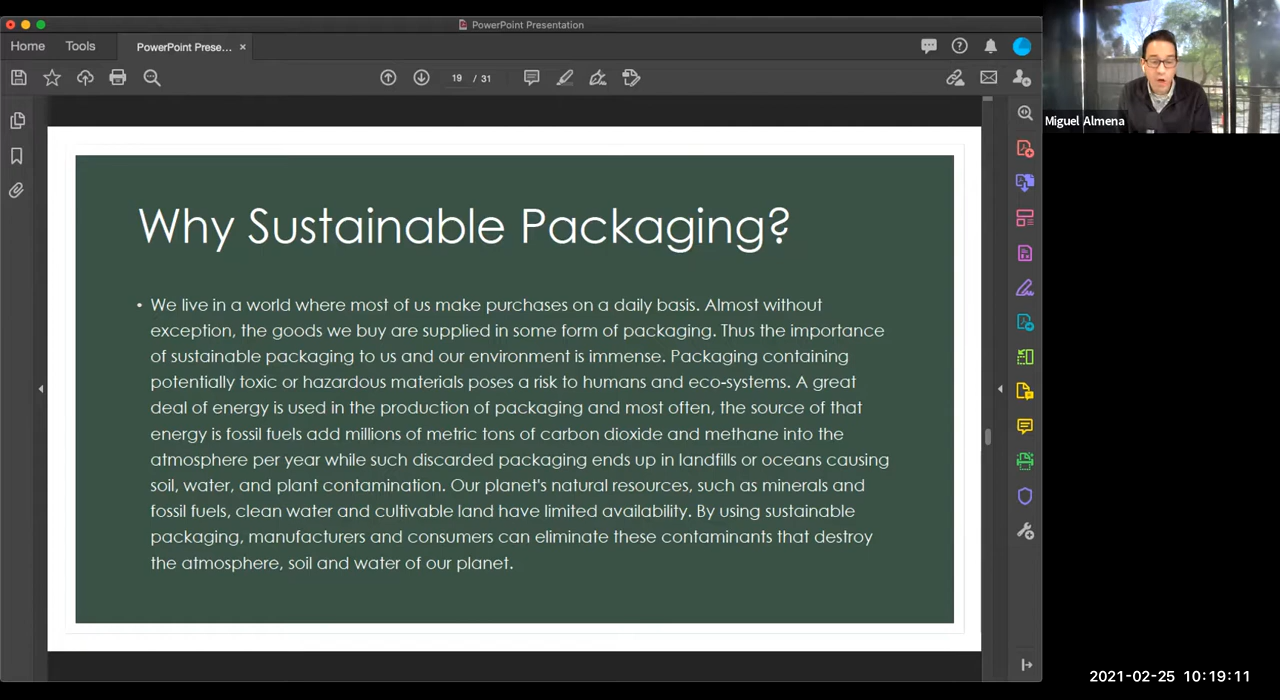 PowerPoint Presentation
Home
Tools
PowerPoint Prese...
19 / 31
Miguel Almena
Why Sustainable Packaging?
• We live in a world where most of us make purchases on a daily basis. Almost without
exception, the goods we buy are supplied in some form of packaging. Thus the importance
of sustainable packaging to us and our environment is immense. Packaging containing
potentially toxic or hazardous materials poses a risk to humans and eco-systems. A great
deal of energy is used in the production of packaging and most often, the source of that
energy is fossil fuels add millions of metric tons of carbon dioxide and methane into the
atmosphere per year while such discarded packaging ends up in landfills or oceans causing
soil, water, and plant contamination. Our planet's natural resources, such as minerals and
fossil fuels, clean water and cultivable land have limited availability. By using sustainable
packaging, manufacturers and consumers can eliminate these contaminants that destroy
the atmosphere, soil and water of our planet.
2021-02-25 10:19:11